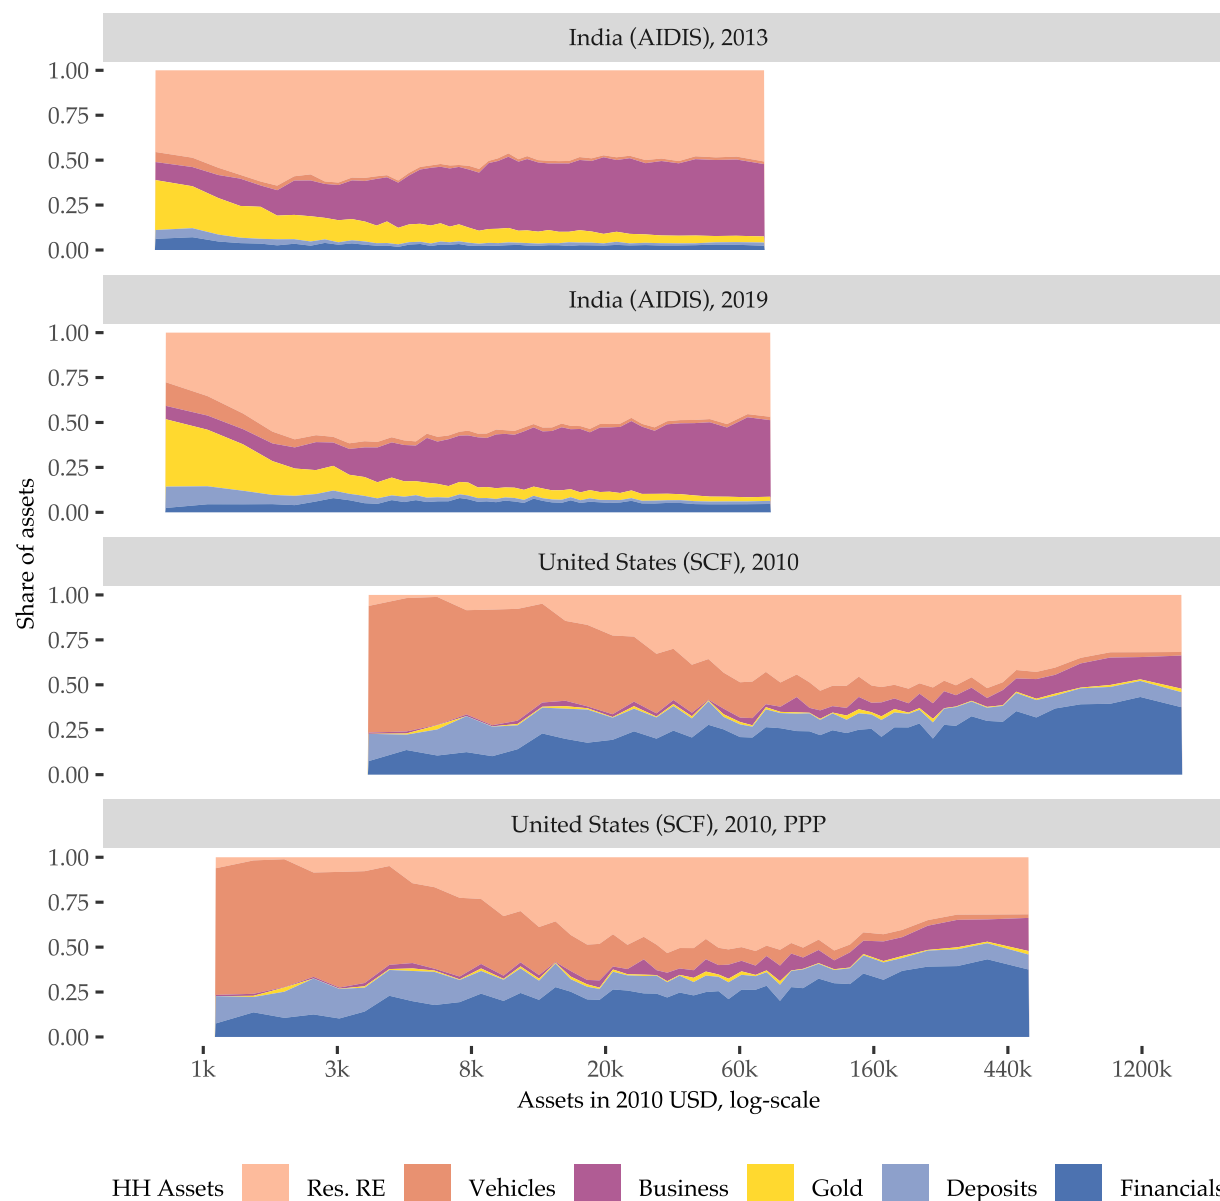 India (AIDIS), 2013
1.00
0.75
0.50
0.25
0.00
India (AIDIS), 2019
1.00
0.75
0.50
0.25
0.00
Share of assets
United States (SCF), 2010
1.00
0.75
0.50
0.25
0.00
United States (SCF), 2010, PPP
1.00
0.75
0.50
0.25
0.00
1k 3k 8k 20k 60k 160k 440k 1200k
Assets in 2010 USD, log-scale
HH Assets Res. RE Vehicles Business Gold Deposits Financials